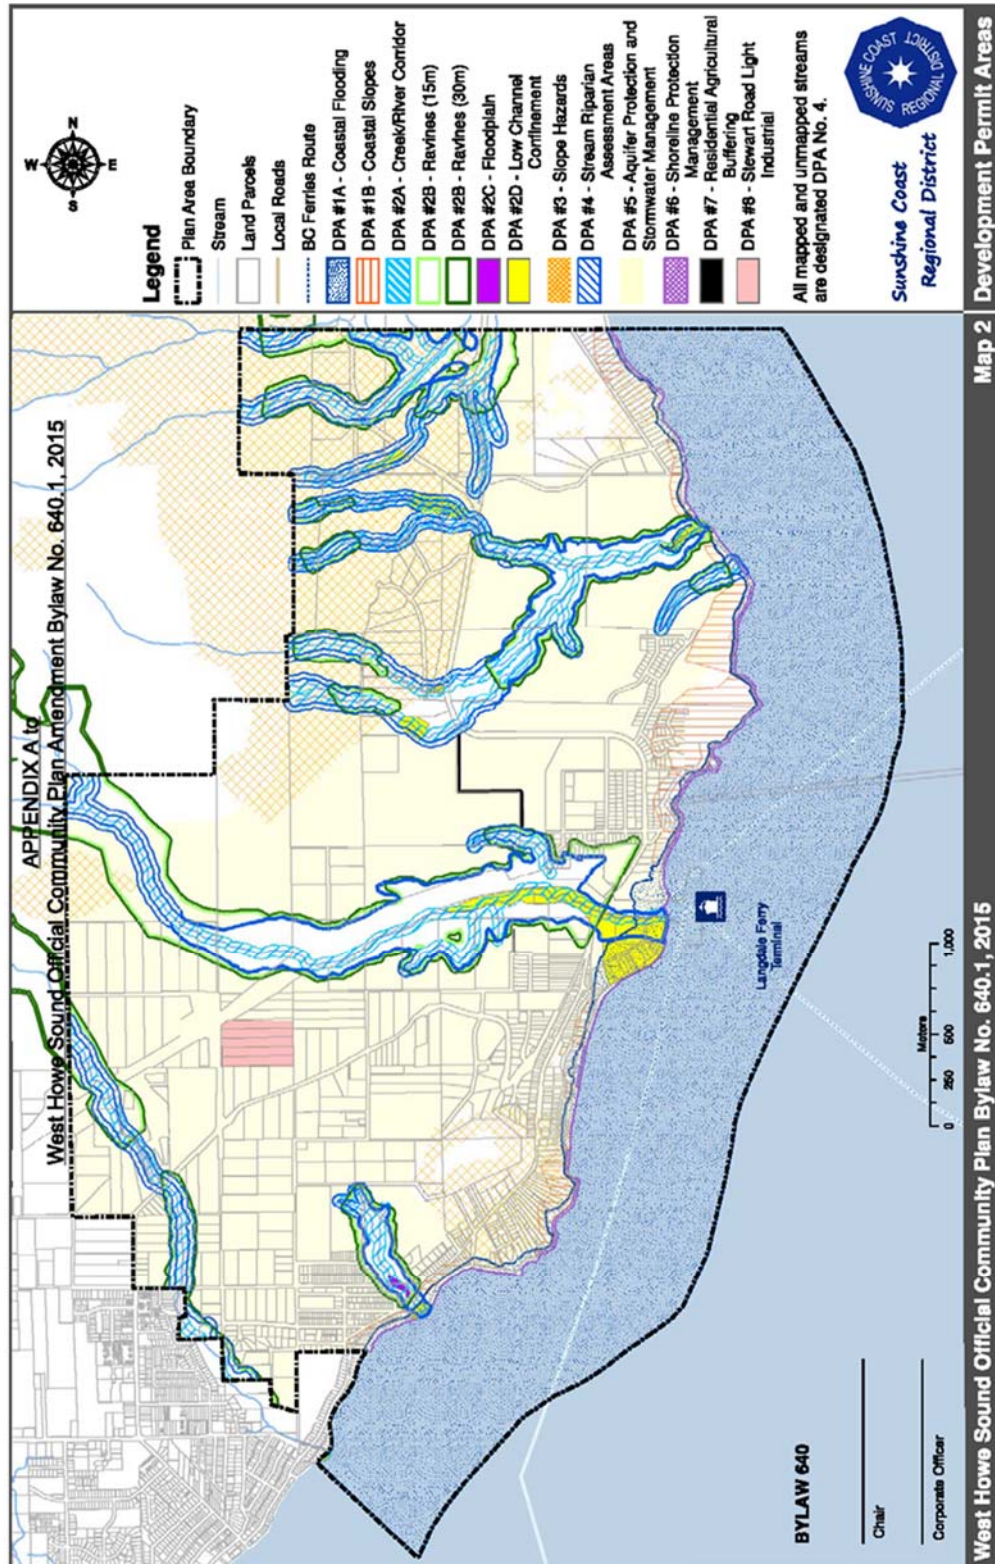 APPENDIX A to
West Howe Sound Official Community Plan Amendment Bylaw No. 640.1, 2015
N
W
E
S
Legend
Plan Area Boundary
Stream
Land Parcels
Local Roads
BC Ferries Route
DPA #1A - Coastal Flooding
DPA #1B - Coastal Slopes
DPA #2A - Creek/River Corridor
DPA #2B - Ravines (15m)
DPA #2B - Ravines (30m)
DPA #2C - Floodplain
DPA #2D - Low Channel
Confinement
DPA #3 - Slope Hazards
DPA #4 - Stream Riparian
Assessment Areas
DPA #5 - Aquifer Protection and
Stormwater Management
DPA #6 - Shoreline Protection
Management
DPA #7 - Residential Agricultural
Buffering
DPA #8 - Stewart Road Light
Industrial
All mapped and unmapped streams
are designated DPA No. 4.
SUNSHINE COAST
REGIONAL DISTRICT
Sunshine Coast
Regional District
Langdale Ferry
Terminal
Meters
0 250 500 1,000
BYLAW 640
Chair
Corporate Officer
West Howe Sound Official Community Plan Bylaw No. 640.1, 2015
Map 2
Development Permit Areas